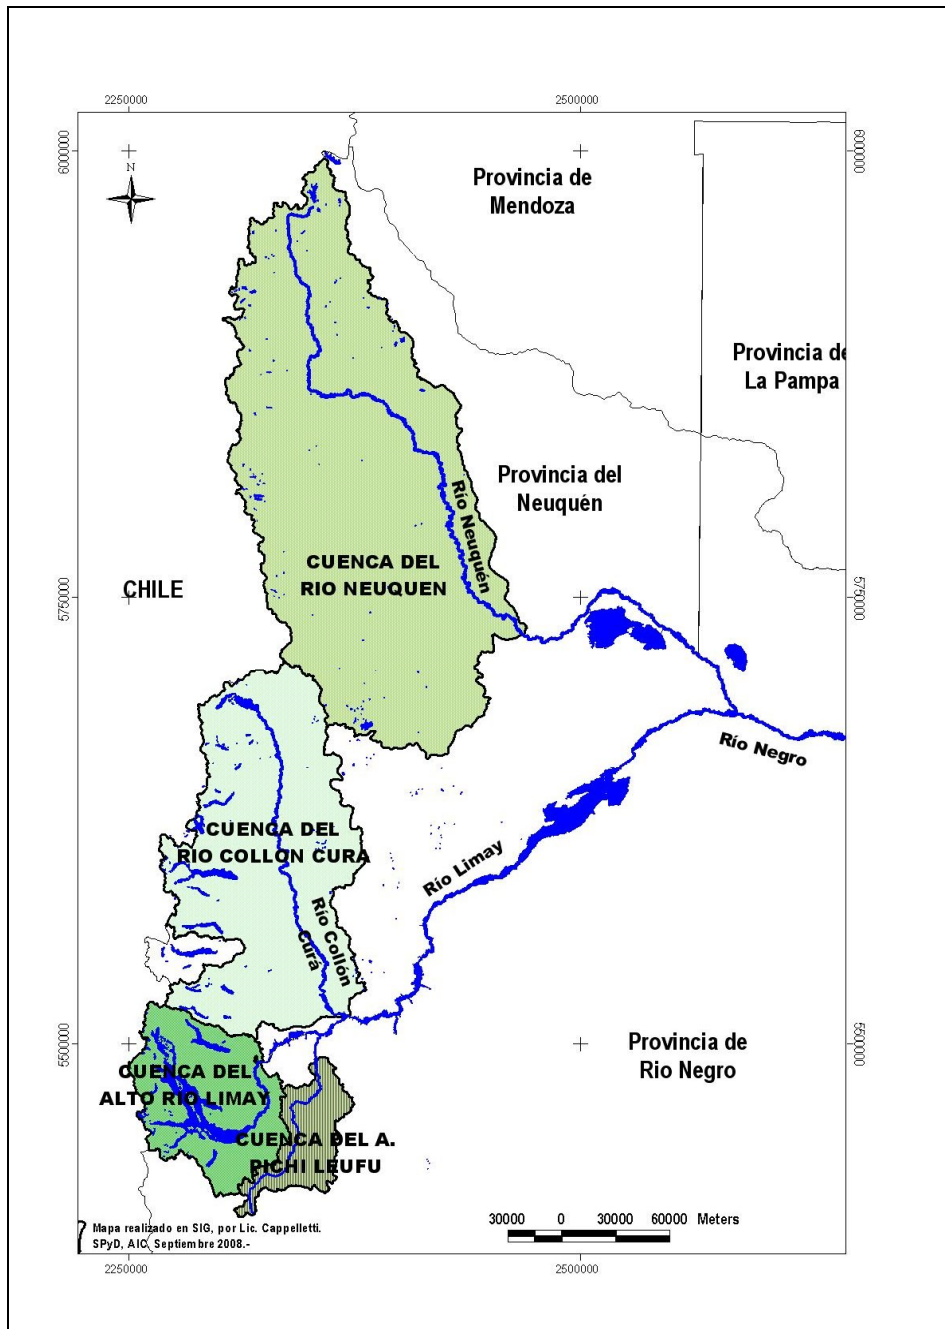 2250000
2500000
6000000
6000000
N
Provincia de
Mendoza
Provincia de
La Pampa
Provincia del
Neuquén
Río Neuquén
CUENCA DEL
RIO NEUQUEN
CHILE
5750000
5750000
Río Negro
CUENCA DEL
RIO COLLON CURA
Río Limay
Río Collón
Curá
5500000
5500000
Provincia de
Rio Negro
CUENCA DEL
ALTO RIO LIMAY
CUENCA DEL A.
PICHI LEUFU
Mapa realizado en SIG, por Lic. Cappelletti.
SPyD, AIC. Septiembre 2008.-
30000 0 30000 60000 Meters
2250000
2500000